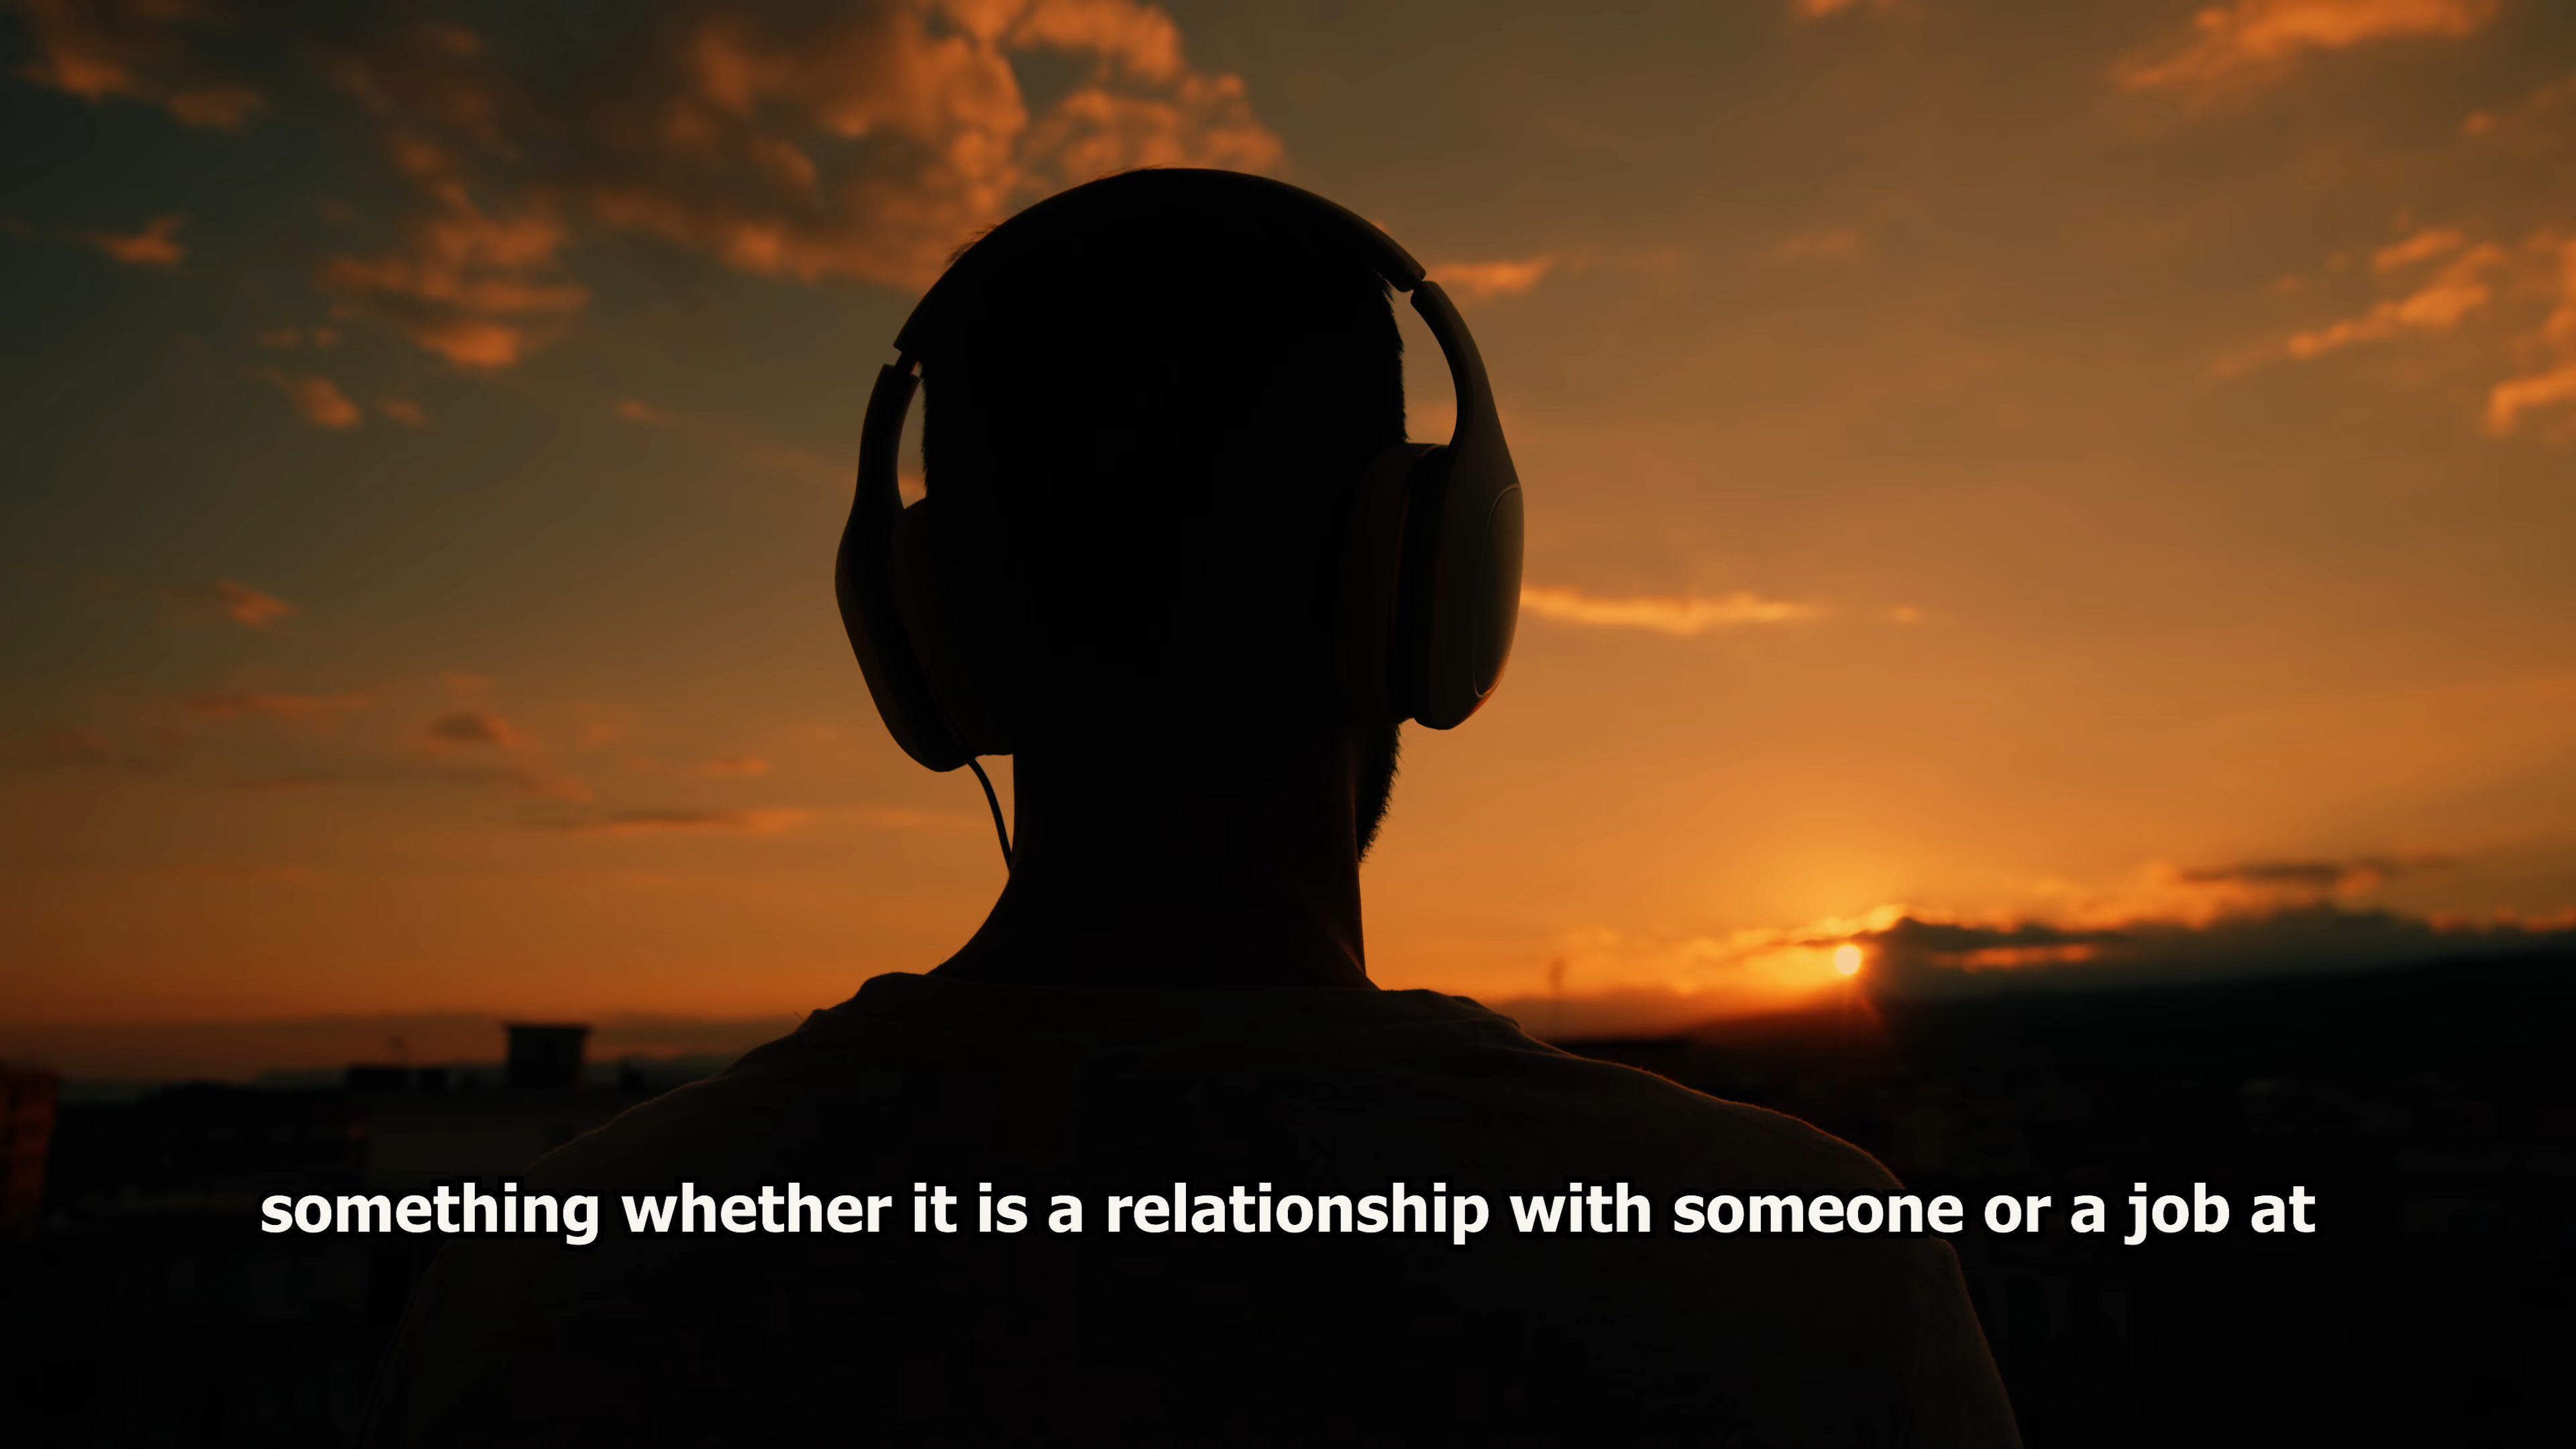 something whether it is a relationship with someone or a job at